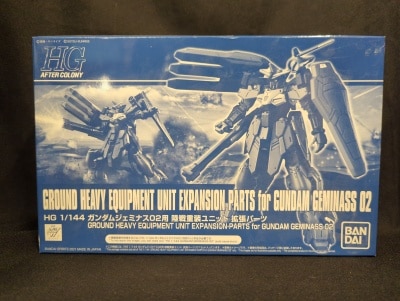 HG
AFTER COLONY
GROUND HEAVY EQUIPMENT UNIT EXPANSION PARTS for GUNDAM GEMINASS 02
HG 1/144 ガンダムジェミナス02用 陸戦重装ユニット 拡張パーツ
GROUND HEAVY EQUIPMENT UNIT EXPANSION-PARTS for GUNDAM GEMINASS 02
BAN
DAI